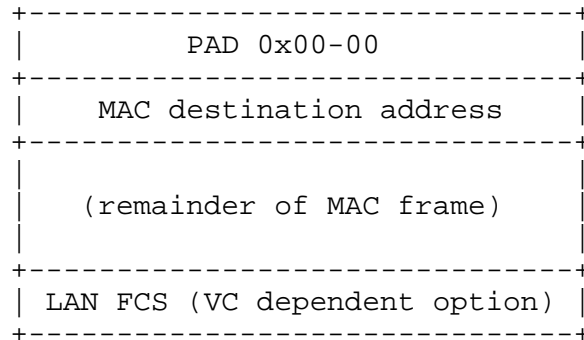 PAD 0x00-00
MAC destination address
(remainder of MAC frame)
LAN FCS (VC dependent option)